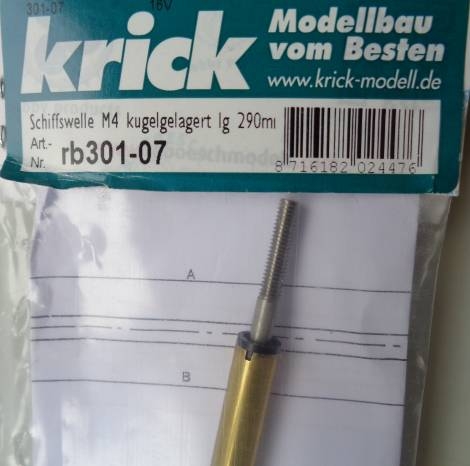 301-07 16V
krick
Modellbau
vom Besten
www.krick-modell.de
Schiffswelle M4 kugelgelagert lg 290m
Art.-
Nr. rb301-07
8 716182 024476
A
B